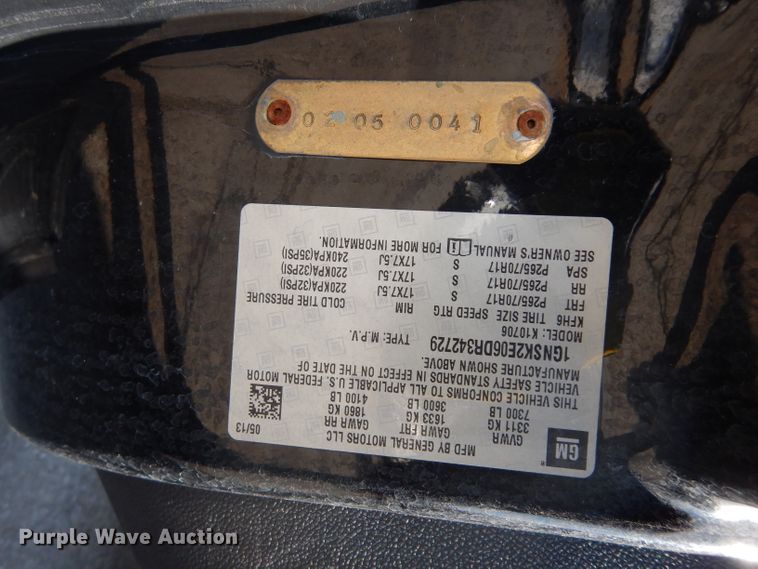 02 05 0041
GM
MFD BY GENERAL MOTORS LLC
05/13
GVWR GAWR FRT GAWR RR
3311 KG 1633 KG 1860 KG
7300 LB 3600 LB 4100 LB
THIS VEHICLE CONFORMS TO ALL APPLICABLE U.S. FEDERAL MOTOR
VEHICLE SAFETY STANDARDS IN EFFECT ON THE DATE OF
MANUFACTURE SHOWN ABOVE.
1GNSK2E06DR342729 TYPE: M.P.V.
MODEL: K10706
KFH6 TIRE SIZE SPEED RTG RIM COLD TIRE PRESSURE
FRT P265/70R17 S 17X7.5J 220KPA(32PSI)
RR P265/70R17 S 17X7.5J 220KPA(32PSI)
SPA P265/70R17 S 17X7.5J 240KPA(35PSI)
SEE OWNER'S MANUAL FOR MORE INFORMATION.
Purple Wave Auction